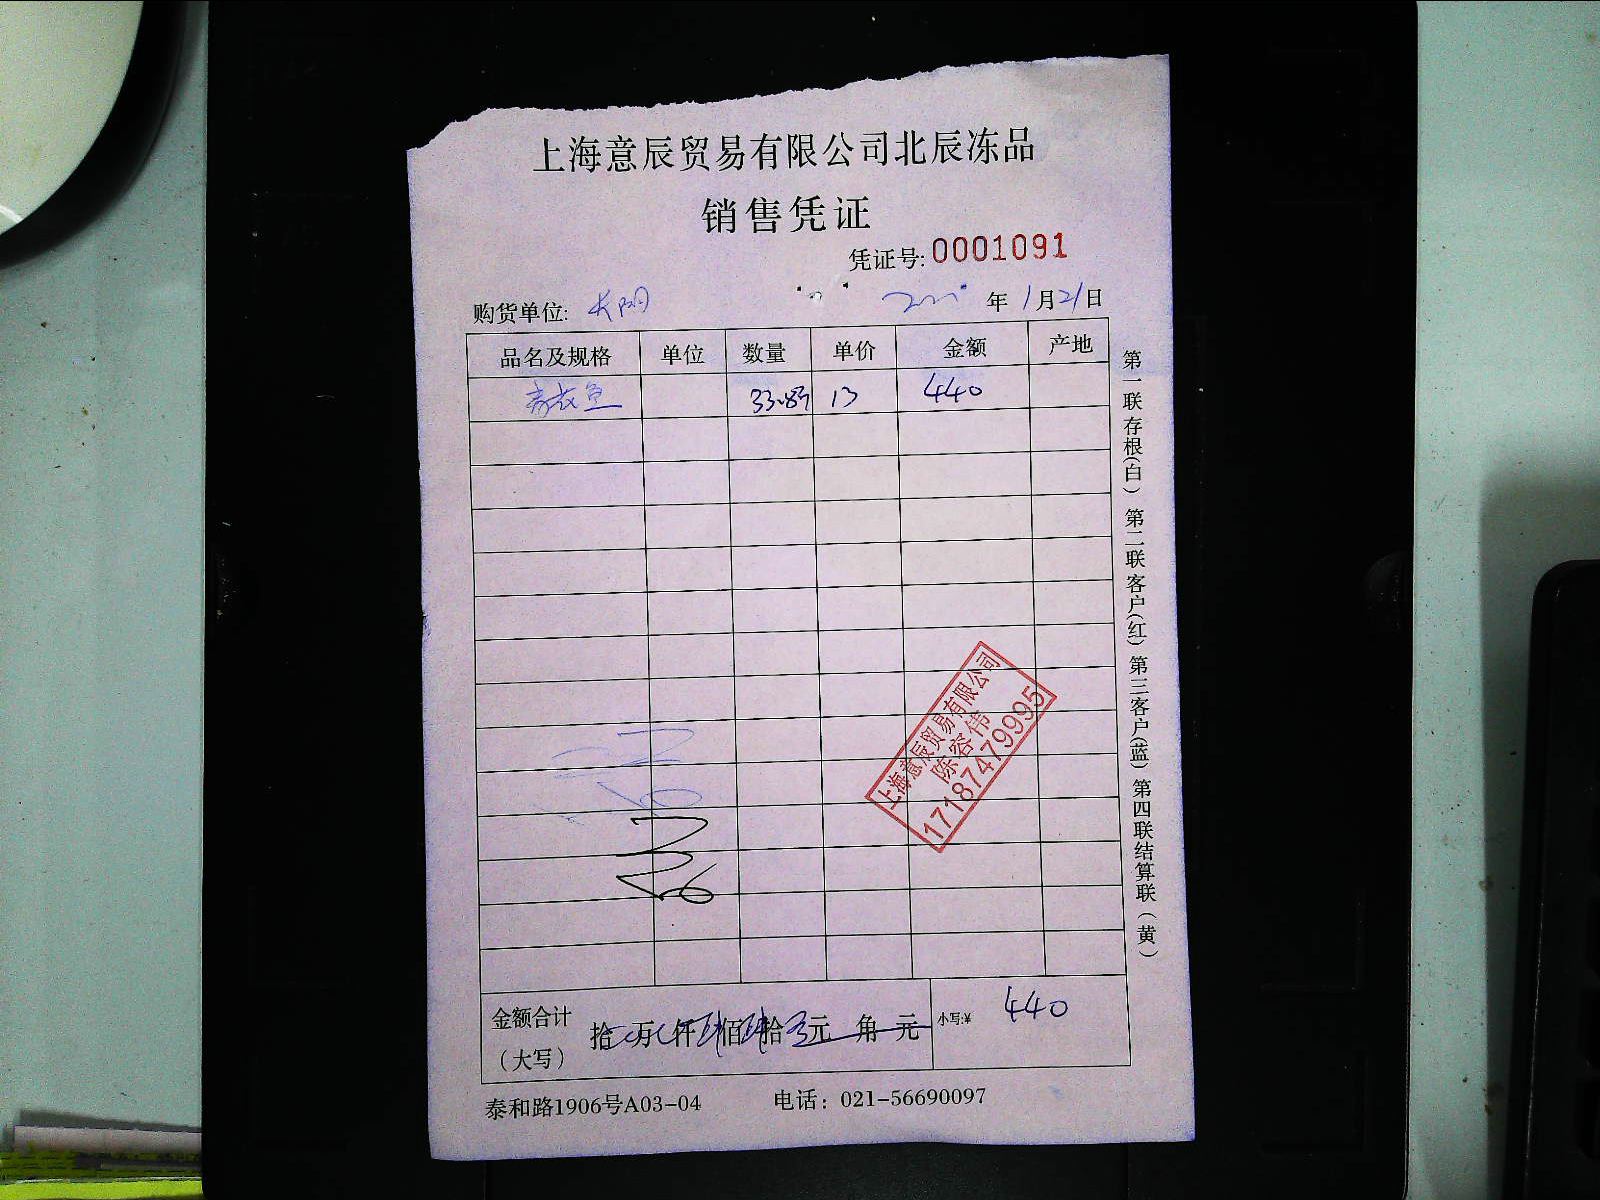 上海意辰贸易有限公司北辰冻品
销售凭证
凭证号: 0001091
购货单位: 年 1月21日
品名及规格 单位 数量 单价 金额 产地
鱼 13 440
上海意辰贸易有限公司
陈容伟
17187479995
金额合计
（大写）
拾 万 仟 佰 拾 元 角 元
小写:¥ 440
泰和路1906号A03-04 电话：021-56690097
第一联存根(白) 第二联客户(红) 第三客户(蓝) 第四联结算联(黄)